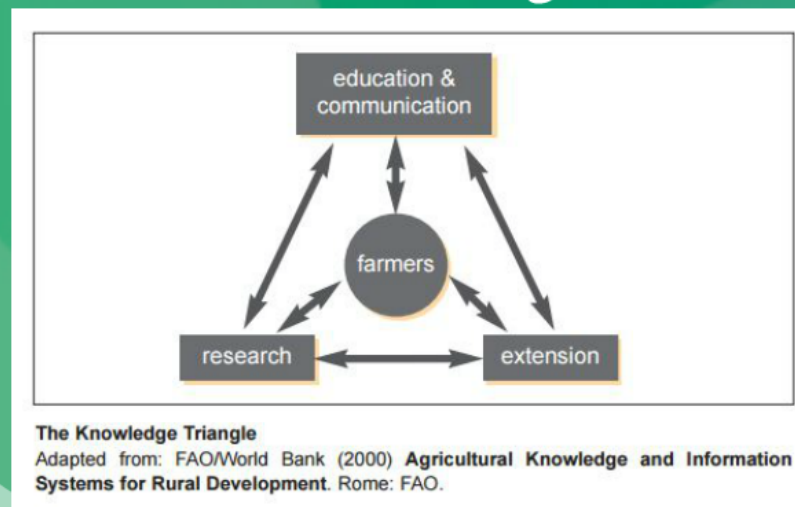 education &
communication
farmers
research
extension
The Knowledge Triangle
Adapted from: FAO/World Bank (2000) Agricultural Knowledge and Information
Systems for Rural Development. Rome: FAO.